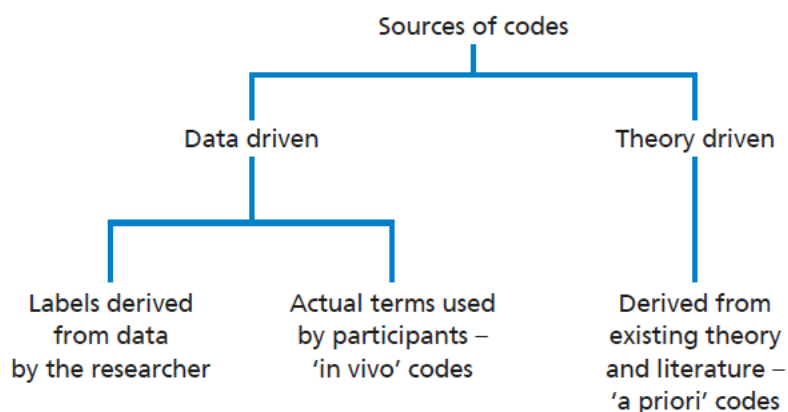 Sources of codes
Data driven
Theory driven
Labels derived
from data
by the researcher
Actual terms used
by participants –
‘in vivo’ codes
Derived from
existing theory
and literature –
‘a priori’ codes